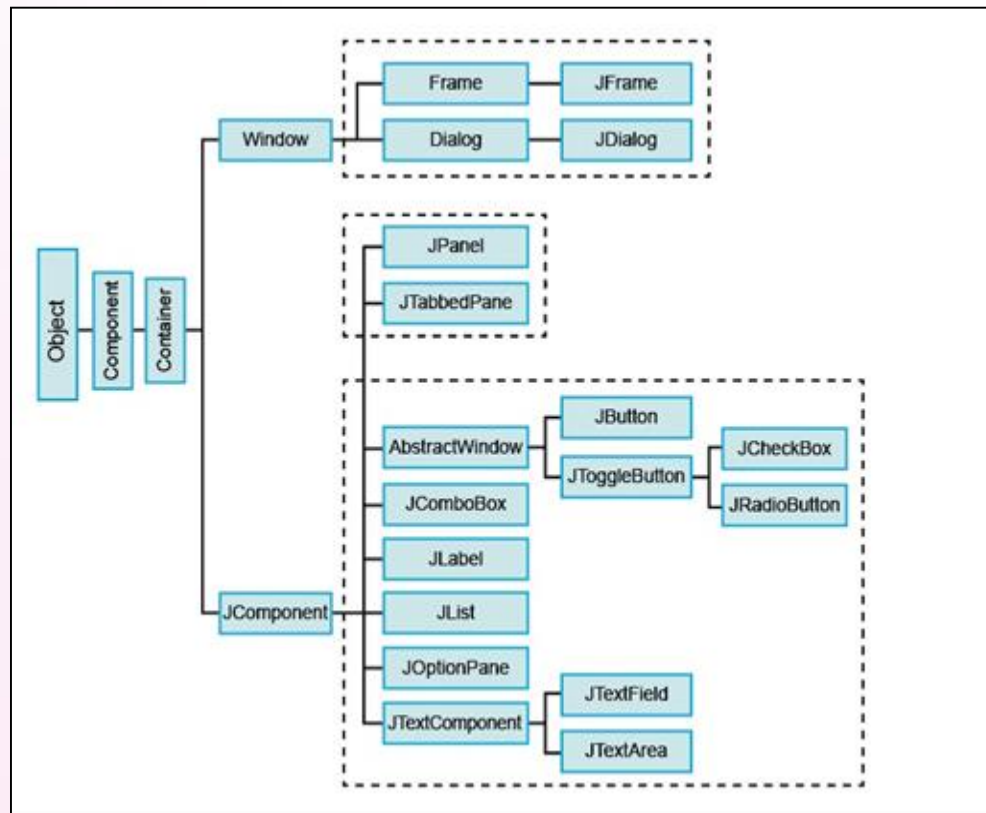 Object
Component
Container
Window
Frame
JFrame
Dialog
JDialog
JComponent
JPanel
JTabbedPane
AbstractWindow
JButton
JToggleButton
JCheckBox
JRadioButton
JComboBox
JLabel
JList
JOptionPane
JTextComponent
JTextField
JTextArea